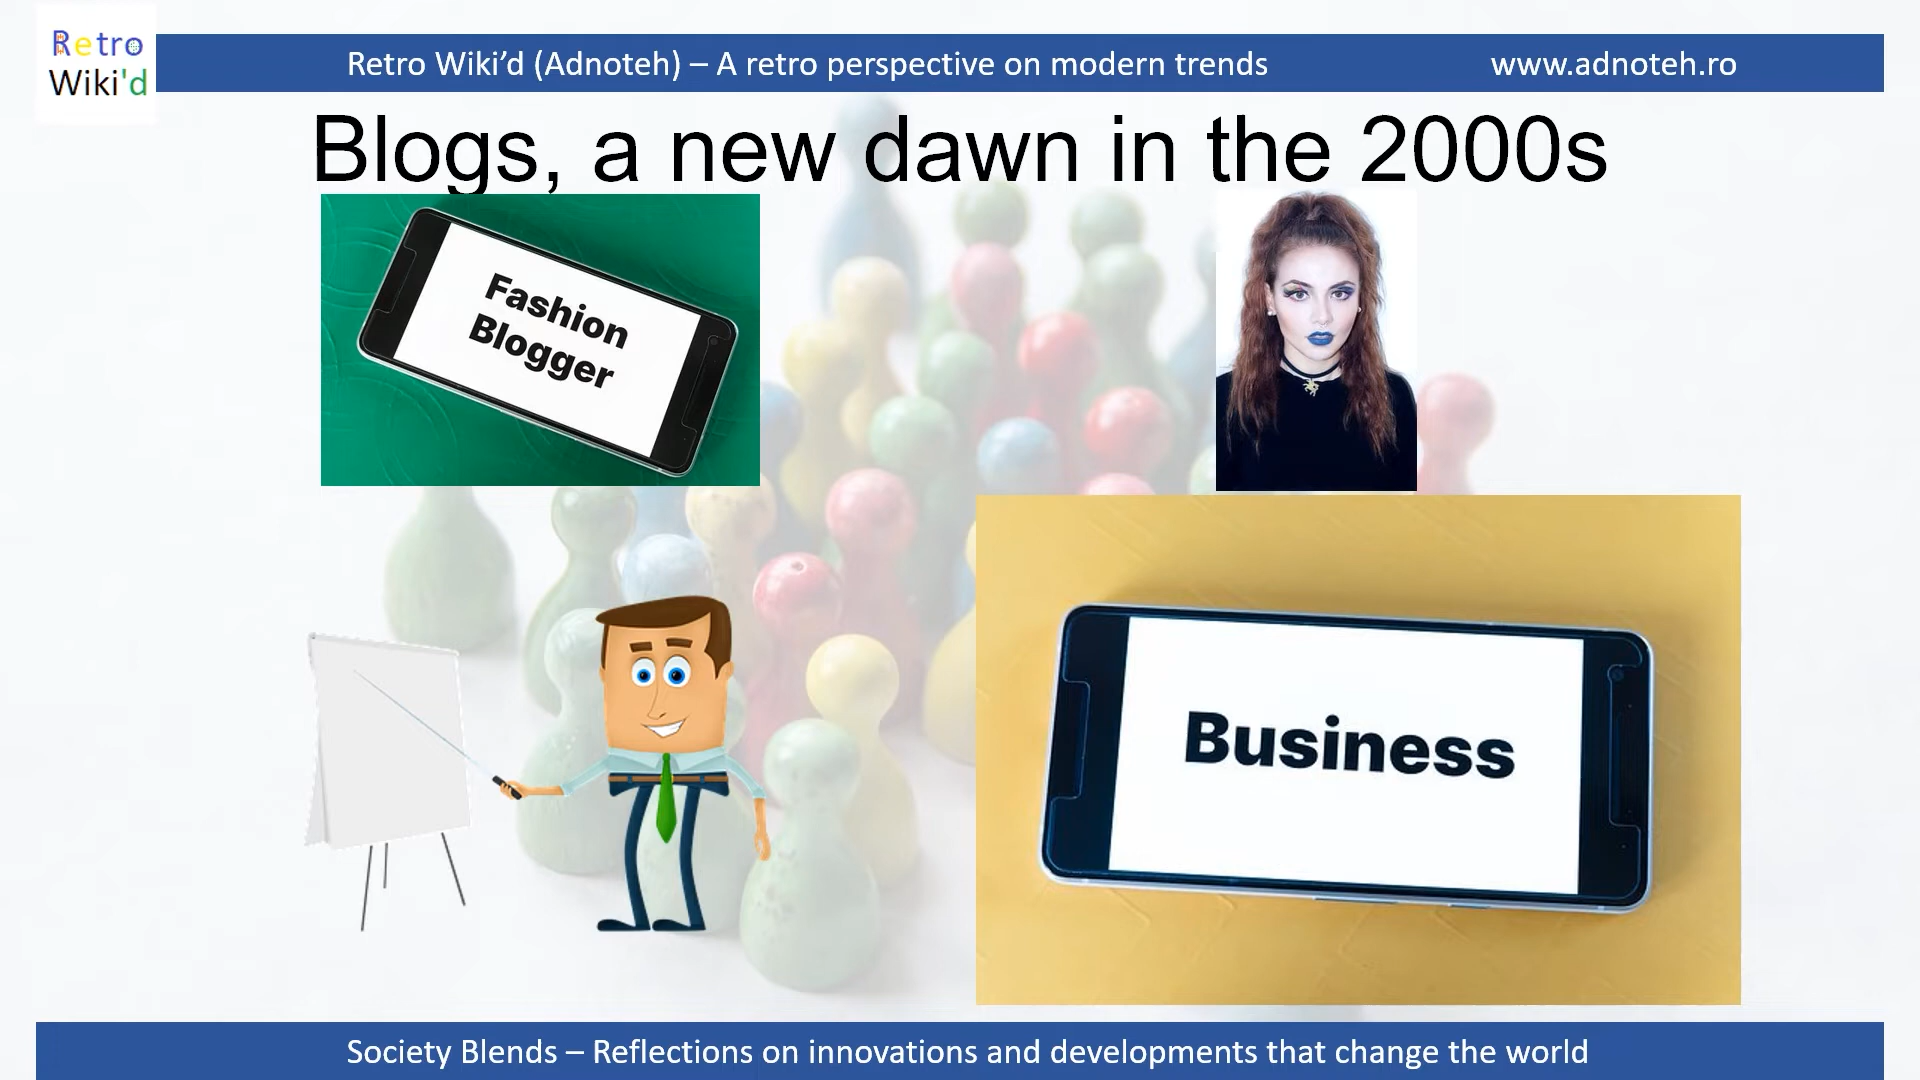 Retro
Wiki'd
Retro Wiki’d (Adnoteh) – A retro perspective on modern trends
www.adnoteh.ro
Blogs, a new dawn in the 2000s
Fashion
Blogger
Business
Society Blends – Reflections on innovations and developments that change the world